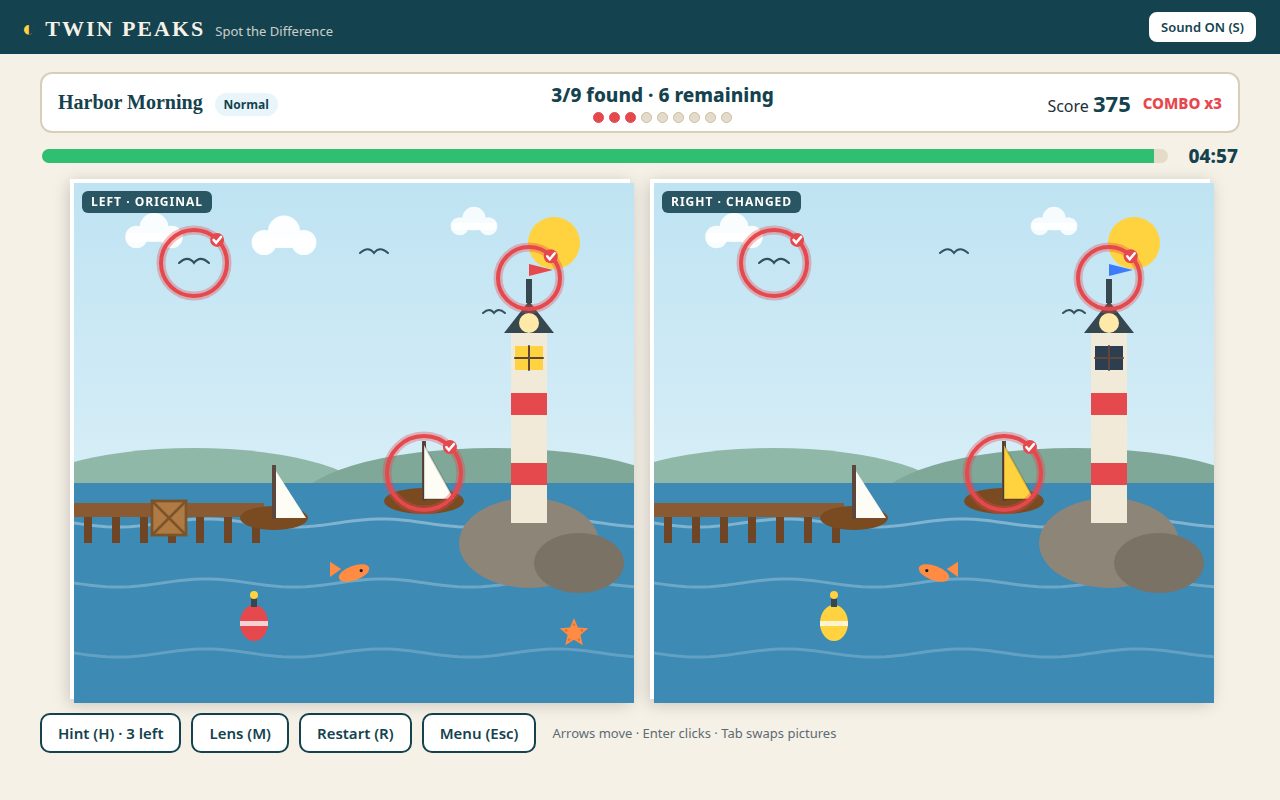 TWIN PEAKS Spot the Difference
Sound ON (S)
Harbor Morning Normal
3/9 found · 6 remaining
Score 375 COMBO x3
04:57
LEFT · ORIGINAL
RIGHT · CHANGED
Hint (H) · 3 left
Lens (M)
Restart (R)
Menu (Esc)
Arrows move · Enter clicks · Tab swaps pictures